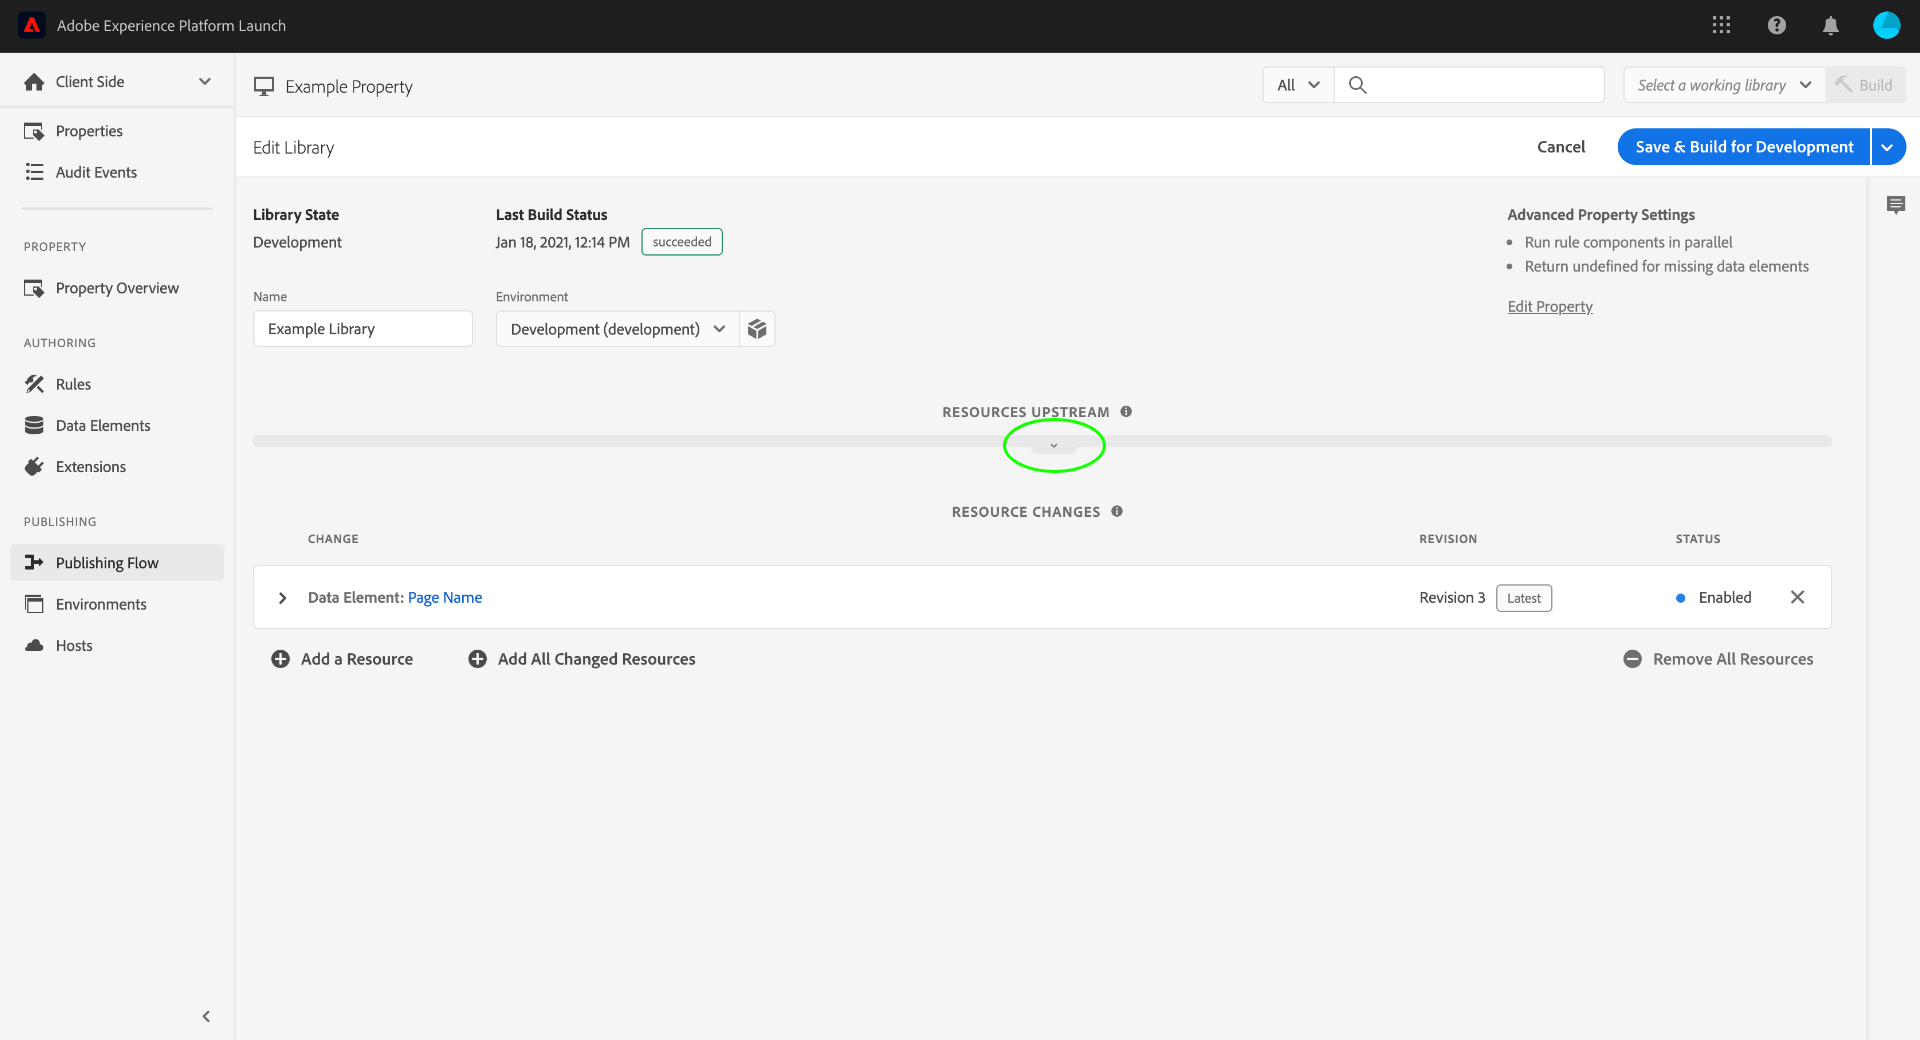 Adobe Experience Platform Launch
Client Side
Example Property
All
Select a working library
Build
Properties
Audit Events
Edit Library
Cancel
Save & Build for Development
Library State
Development
Last Build Status
Jan 18, 2021, 12:14 PM
succeeded
Advanced Property Settings
Run rule components in parallel
Return undefined for missing data elements
Edit Property
PROPERTY
Property Overview
Name
Example Library
Environment
Development (development)
AUTHORING
Rules
Data Elements
Extensions
RESOURCES UPSTREAM
PUBLISHING
Publishing Flow
Environments
Hosts
RESOURCE CHANGES
CHANGE
REVISION
STATUS
Data Element: Page Name
Revision 3
Latest
Enabled
Add a Resource
Add All Changed Resources
Remove All Resources